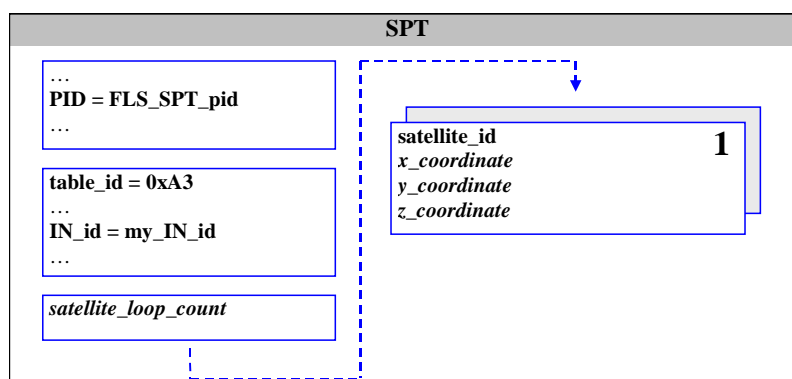 SPT
…
PID = FLS_SPT_pid
…
table_id = 0xA3
…
IN_id = my_IN_id
…
satellite_loop_count
satellite_id
1
x_coordinate
y_coordinate
z_coordinate